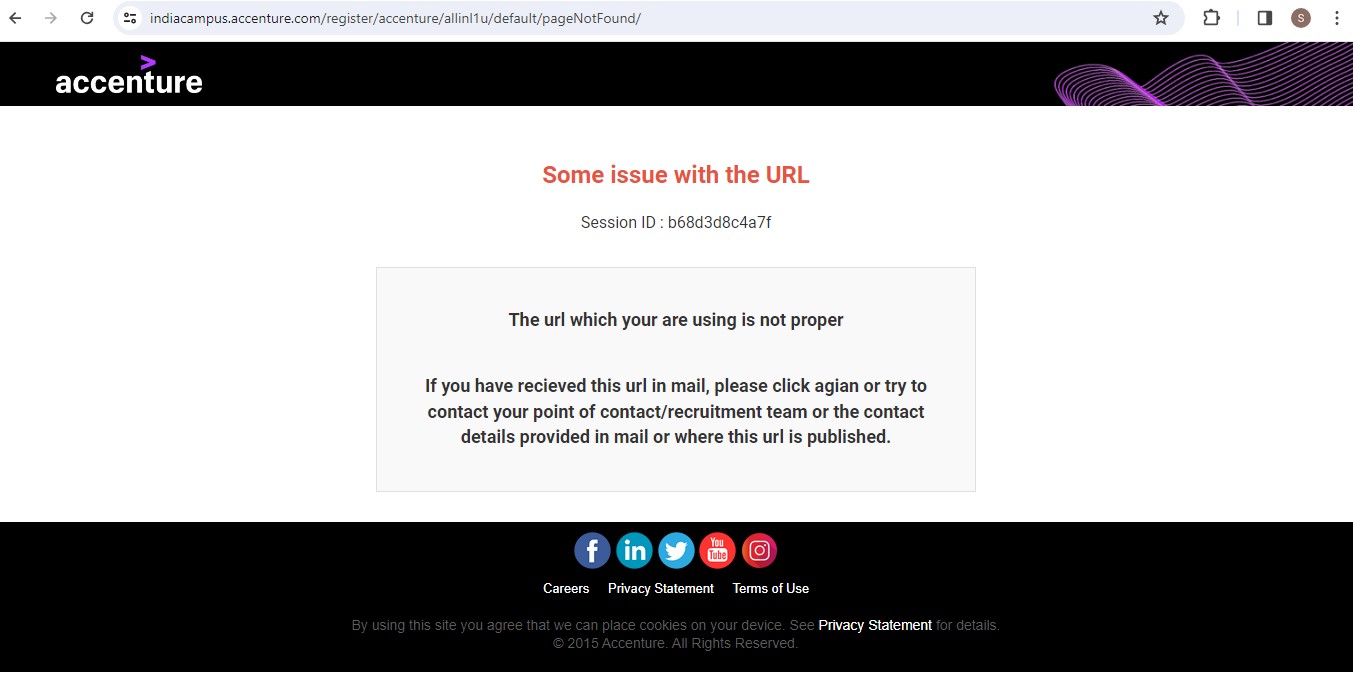 indiacampus.accenture.com/register/accenture/allinl1u/default/pageNotFound/
S
>
accenture
Some issue with the URL
Session ID : b68d3d8c4a7f
The url which your are using is not proper
If you have recieved this url in mail, please click agian or try to
contact your point of contact/recruitment team or the contact
details provided in mail or where this url is published.
f in You Tube
Careers Privacy Statement Terms of Use
By using this site you agree that we can place cookies on your device. See Privacy Statement for details.
© 2015 Accenture. All Rights Reserved.